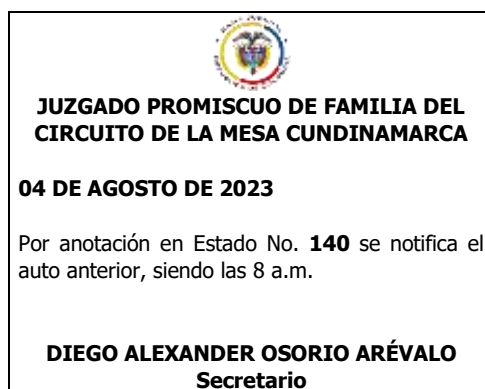 JUZGADO PROMISCUO DE FAMILIA DEL
CIRCUITO DE LA MESA CUNDINAMARCA
04 DE AGOSTO DE 2023
Por anotación en Estado No. 140 se notifica el
auto anterior, siendo las 8 a.m.
DIEGO ALEXANDER OSORIO ARÉVALO
Secretario